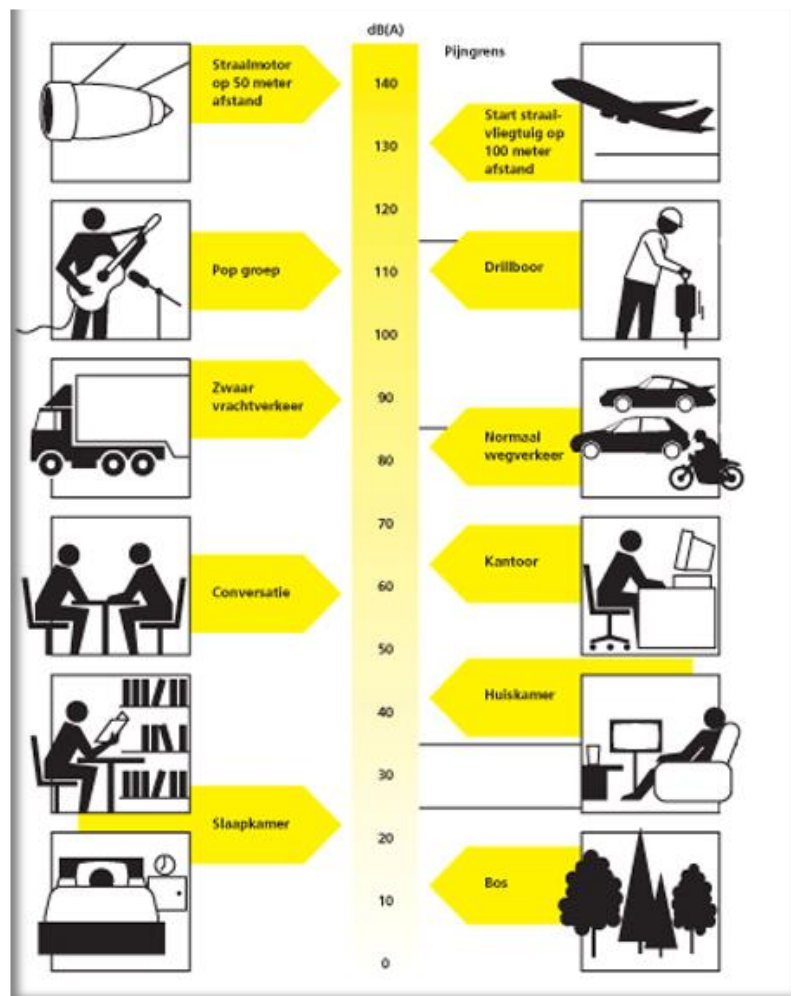 dB(A)
Pijngrens
Straalmotor
op 50 meter
afstand
140
Start straal-
vliegtuig op
100 meter
afstand
130
120
Pop groep
110
Drillboor
100
Zwaar
vrachtverkeer
90
Normaal
wegverkeer
80
70
Kantoor
Conversatie
60
50
Huiskamer
40
30
Slaapkamer
20
Bos
10
0